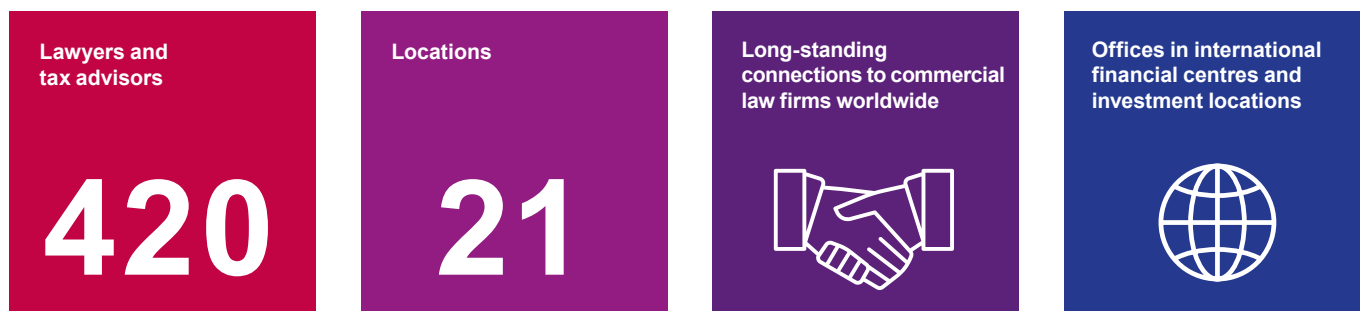 Lawyers and
tax advisors
420
Locations
21
Long-standing
connections to commercial
law firms worldwide
Offices in international
financial centres and
investment locations